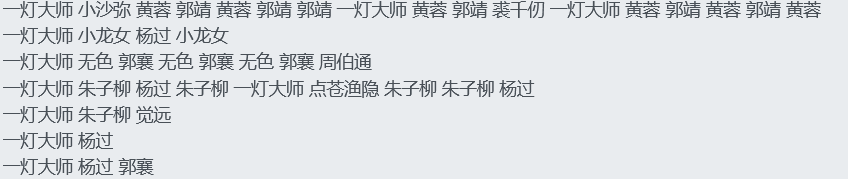 一灯大师 小沙弥 黄蓉 郭靖 黄蓉 郭靖 郭靖 一灯大师 黄蓉 郭靖 裘千仞 一灯大师 黄蓉 郭靖 黄蓉 郭靖 黄蓉
一灯大师 小龙女 杨过 小龙女
一灯大师 无色 郭襄 无色 郭襄 无色 郭襄 周伯通
一灯大师 朱子柳 杨过 朱子柳 一灯大师 点苍渔隐 朱子柳 朱子柳 杨过
一灯大师 朱子柳 觉远
一灯大师 杨过
一灯大师 杨过 郭襄